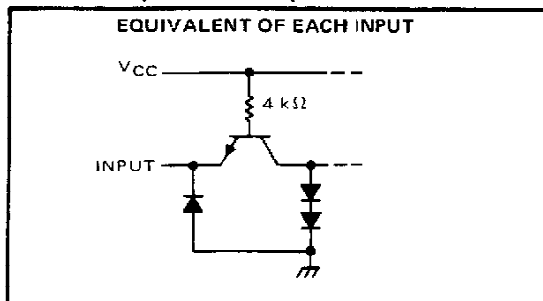 EQUIVALENT OF EACH INPUT
VCC
4 kΩ
INPUT